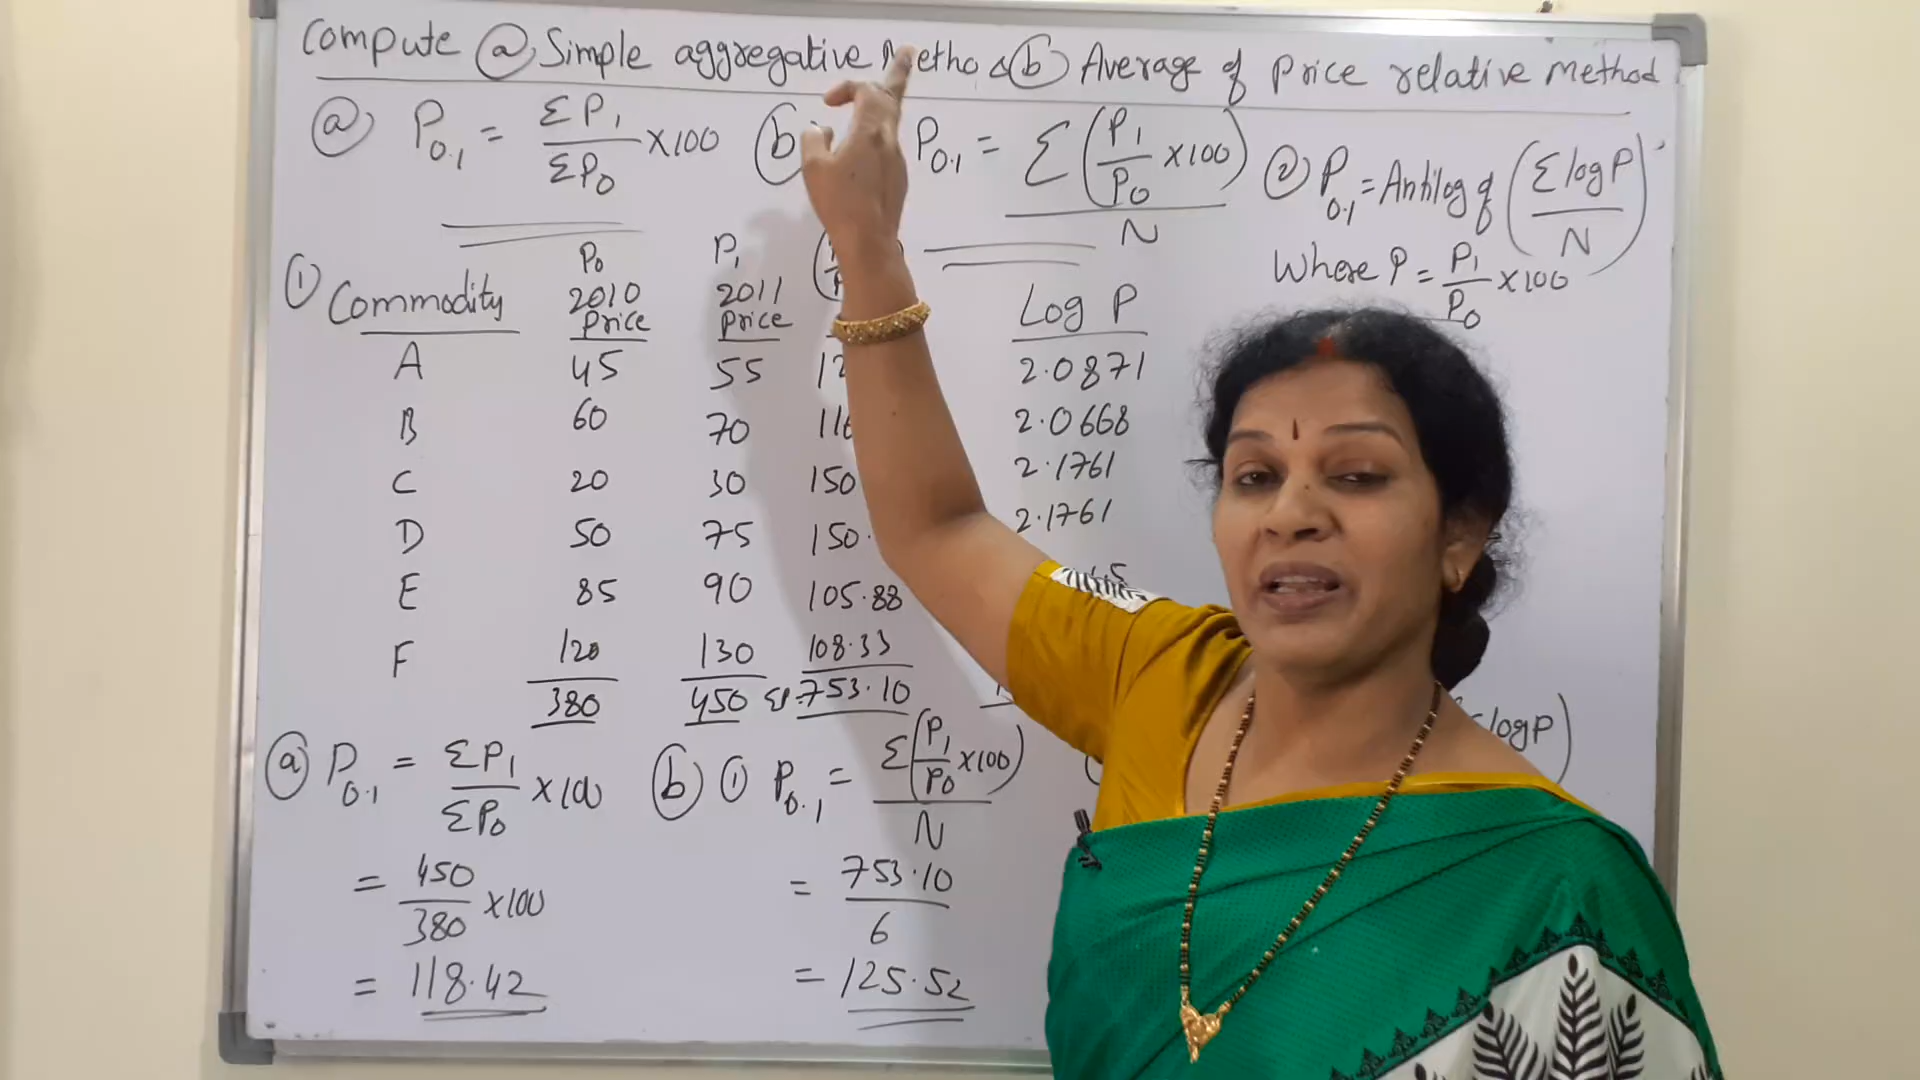 Compute ⓐ Simple aggregative Metho & ⓑ Average of Price relative Method
ⓐ P0.1 = ΣP1 / ΣP0 ×100 ⓑ P0.1 = Σ(P1/P0 ×100) / N ② P0.1 = Antilog of (Σ log P / N)
Where P = P1/P0 ×100
① Commodity P0 2010 Price P1 2011 Price Log P
A 45 55 2.0871
B 60 70 2.0668
C 20 30 150 2.1761
D 50 75 150. 2.1761
E 85 90 105.88
F 120 130 108.33
380 450 ΣP. 753.10
ⓐ P0.1 = ΣP1 / ΣP0 ×100 ⓑ ① P0.1 = Σ(P1/P0 ×100) / N log P)
= 450/380 ×100 = 753.10 / 6
= 118.42 = 125.52